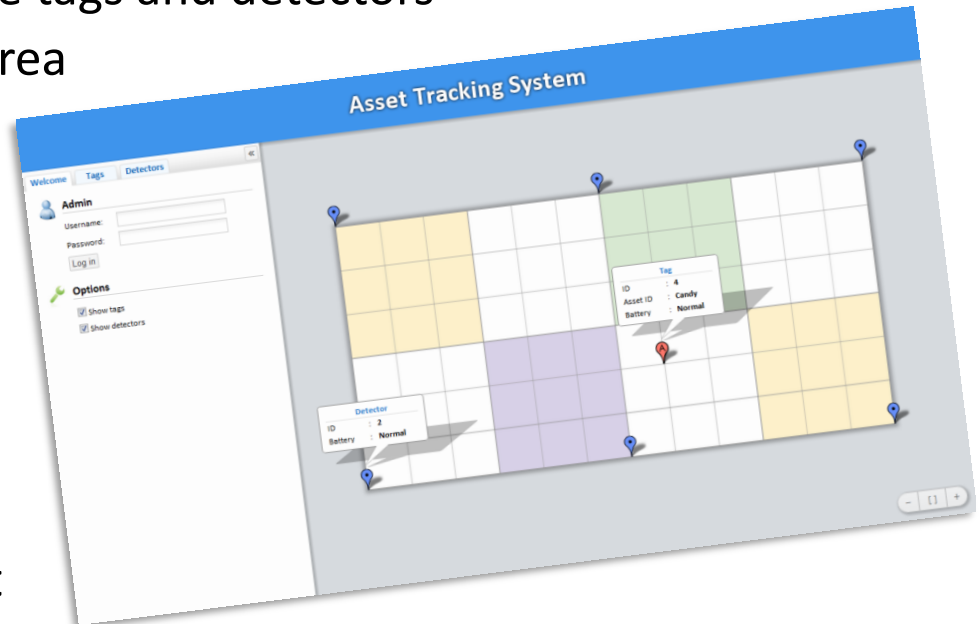 e tags and detectors
rea
Asset Tracking System
«
Welcome Tags Detectors
Admin
Username:
Password:
Log in
Options
Show tags
Show detectors
Tag
ID : 4
Asset ID : Candy
Battery : Normal
A
Detector
ID : 2
Battery : Normal
− [ ] +
t